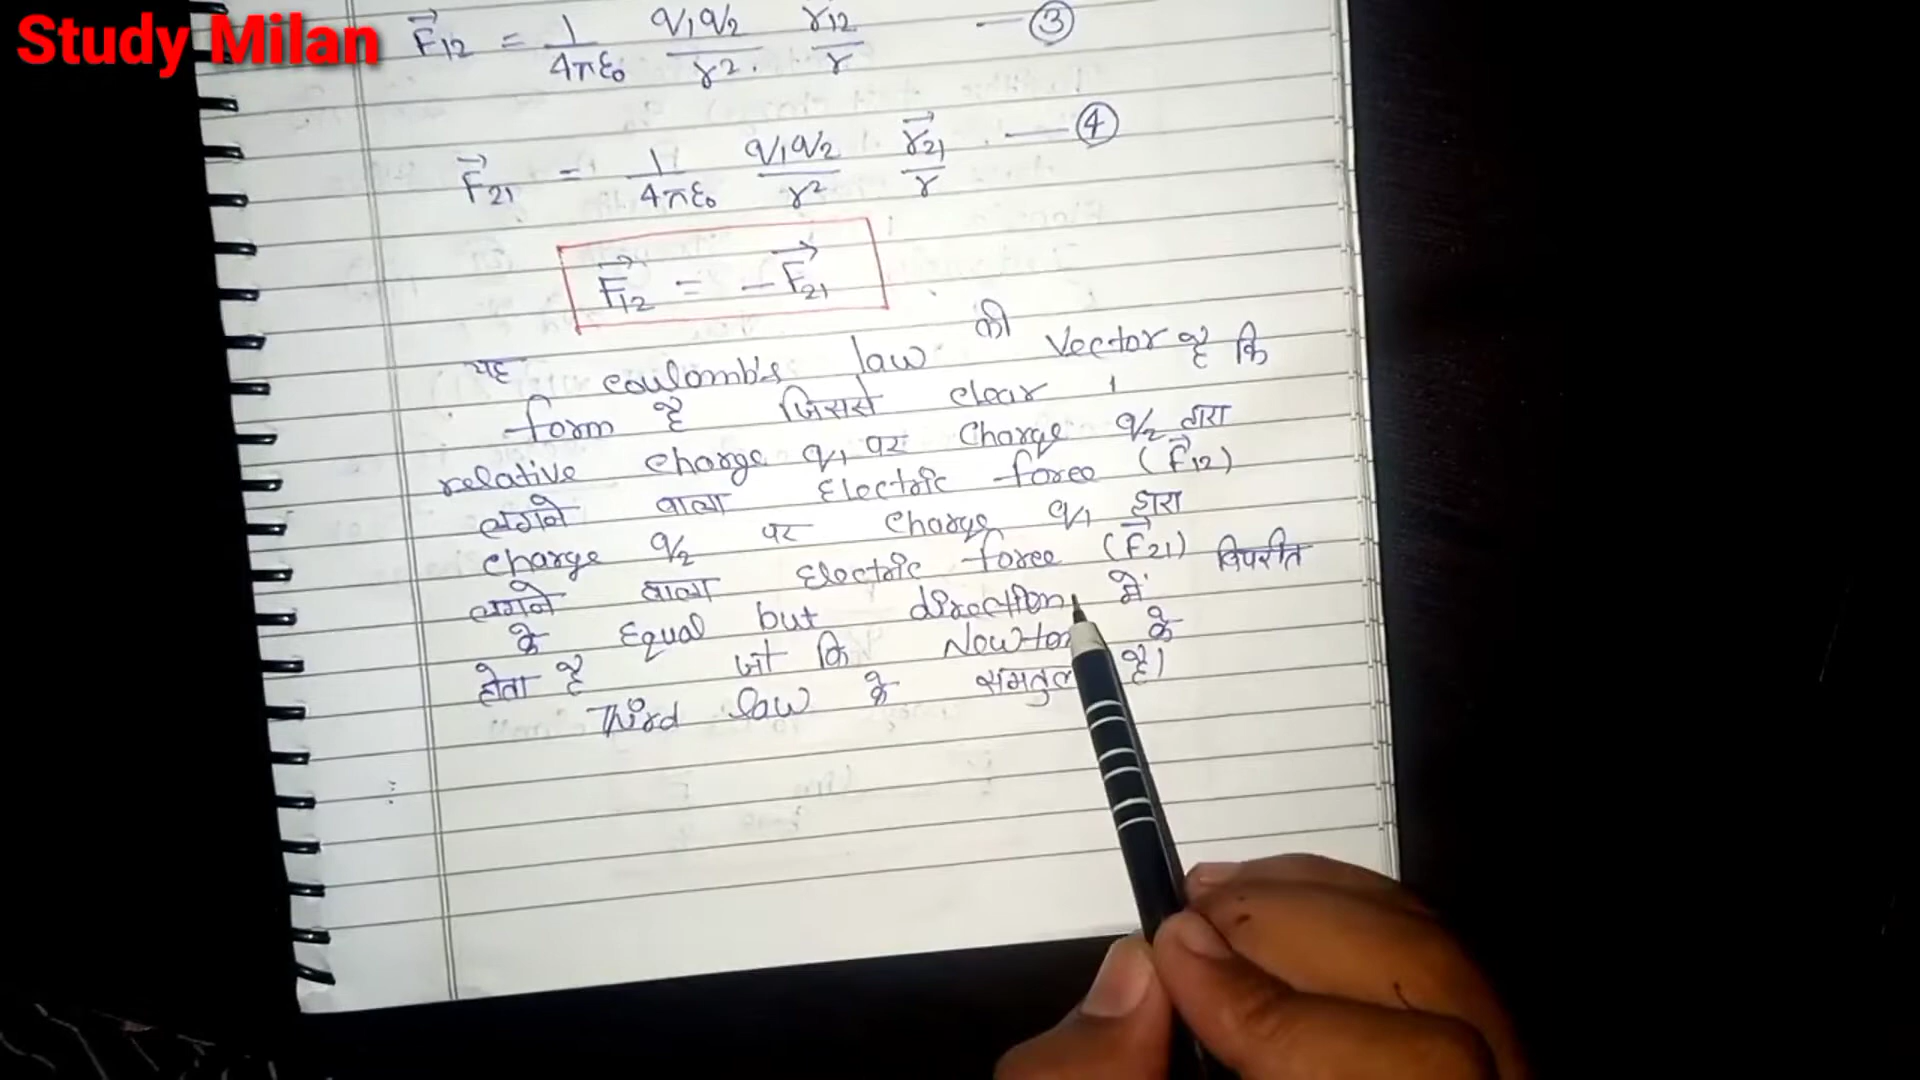 Study Milan
F⃗12 = 1/4πε₀ q1q2/r². r12/r — ③
F⃗21 = 1/4πε₀ q1q2/r² r⃗21/r — ④
F⃗12 = – F⃗21
यह coulomb's law की Vector
form है जिससे clear है कि
relative charge q1 पर charge q2 द्वारा
लगने वाला Electric force (F⃗12)
charge q2 पर charge q1 द्वारा
लगने वाला Electric force (F⃗21)
के Equal but direction में विपरीत
होता है जो कि Newton के
Third law के है।